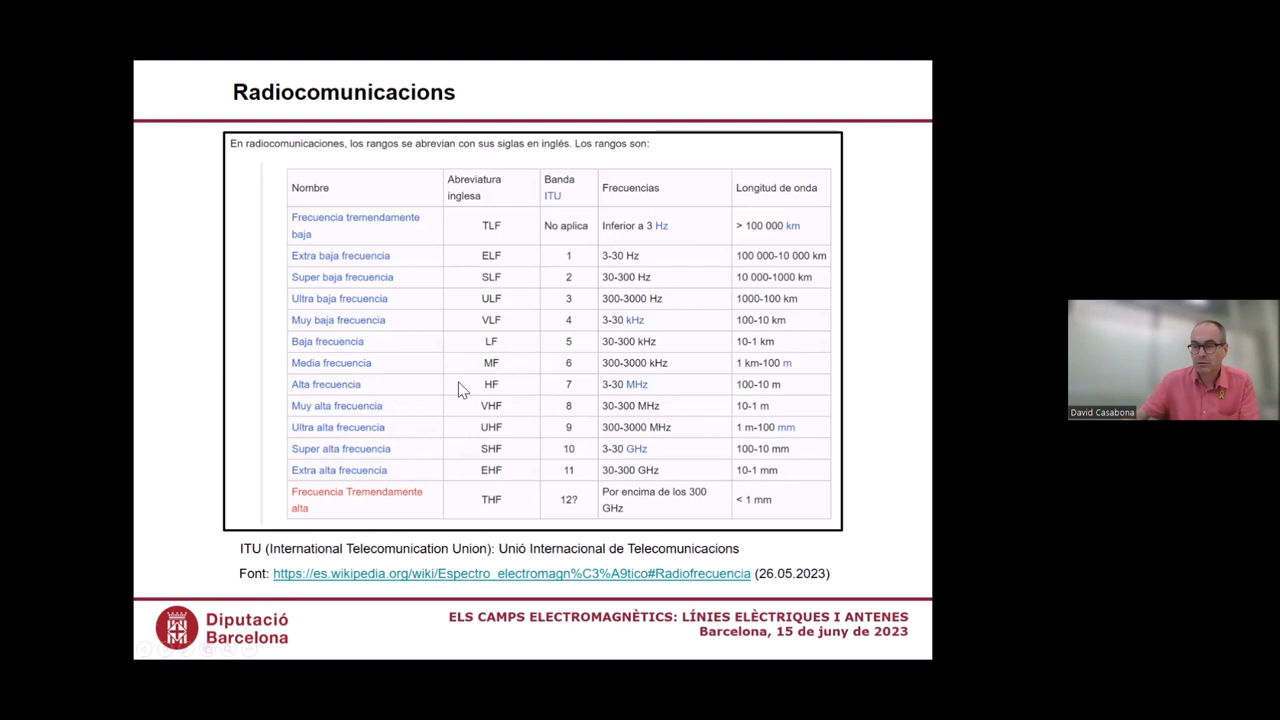 Radiocomunicacions
En radiocomunicaciones, los rangos se abrevian con sus siglas en inglés. Los rangos son:
Nombre Abreviatura inglesa Banda ITU Frecuencias Longitud de onda
Frecuencia tremendamente baja TLF No aplica Inferior a 3 Hz > 100 000 km
Extra baja frecuencia ELF 1 3-30 Hz 100 000-10 000 km
Super baja frecuencia SLF 2 30-300 Hz 10 000-1000 km
Ultra baja frecuencia ULF 3 300-3000 Hz 1000-100 km
Muy baja frecuencia VLF 4 3-30 kHz 100-10 km
Baja frecuencia LF 5 30-300 kHz 10-1 km
Media frecuencia MF 6 300-3000 kHz 1 km-100 m
Alta frecuencia HF 7 3-30 MHz 100-10 m
Muy alta frecuencia VHF 8 30-300 MHz 10-1 m
Ultra alta frecuencia UHF 9 300-3000 MHz 1 m-100 mm
Super alta frecuencia SHF 10 3-30 GHz 100-10 mm
Extra alta frecuencia EHF 11 30-300 GHz 10-1 mm
Frecuencia Tremendamente alta THF 12? Por encima de los 300 GHz < 1 mm
ITU (International Telecommunication Union): Unió Internacional de Telecomunicacions
Font: https://es.wikipedia.org/wiki/Espectro_electromagn%C3%A9tico#Radiofrecuencia (26.05.2023)
Diputació
Barcelona
ELS CAMPS ELECTROMAGNÈTICS: LÍNIES ELÈCTRIQUES I ANTENES
Barcelona, 15 de juny de 2023
David Casabona